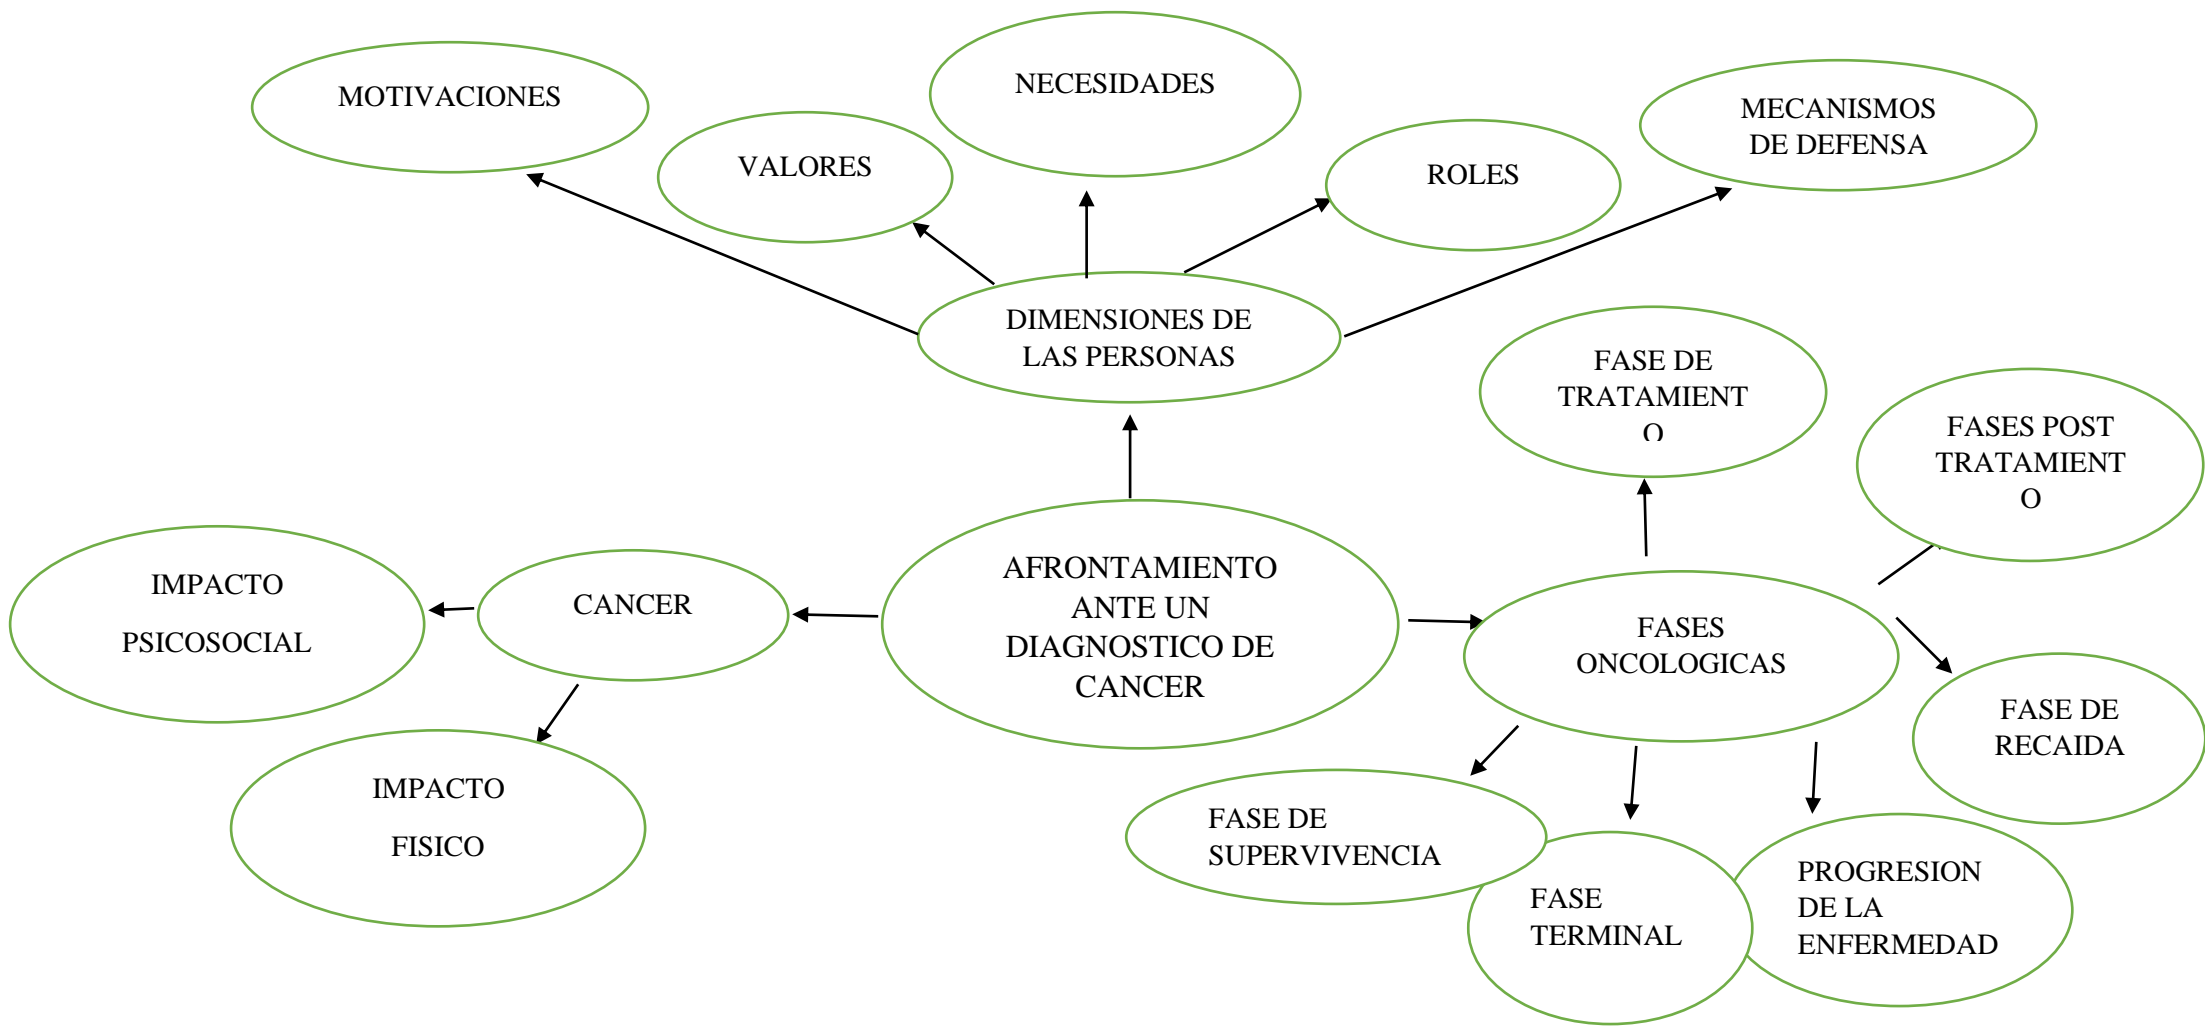 MOTIVACIONES
VALORES
NECESIDADES
ROLES
MECANISMOS
DE DEFENSA
DIMENSIONES DE
LAS PERSONAS
FASE DE
TRATAMIENT
O
FASES POST
TRATAMIENT
O
IMPACTO
PSICOSOCIAL
CANCER
AFRONTAMIENTO
ANTE UN
DIAGNOSTICO DE
CANCER
FASES
ONCOLOGICAS
FASE DE
RECAIDA
IMPACTO
FISICO
FASE DE
SUPERVIVENCIA
FASE
TERMINAL
PROGRESION
DE LA
ENFERMEDAD